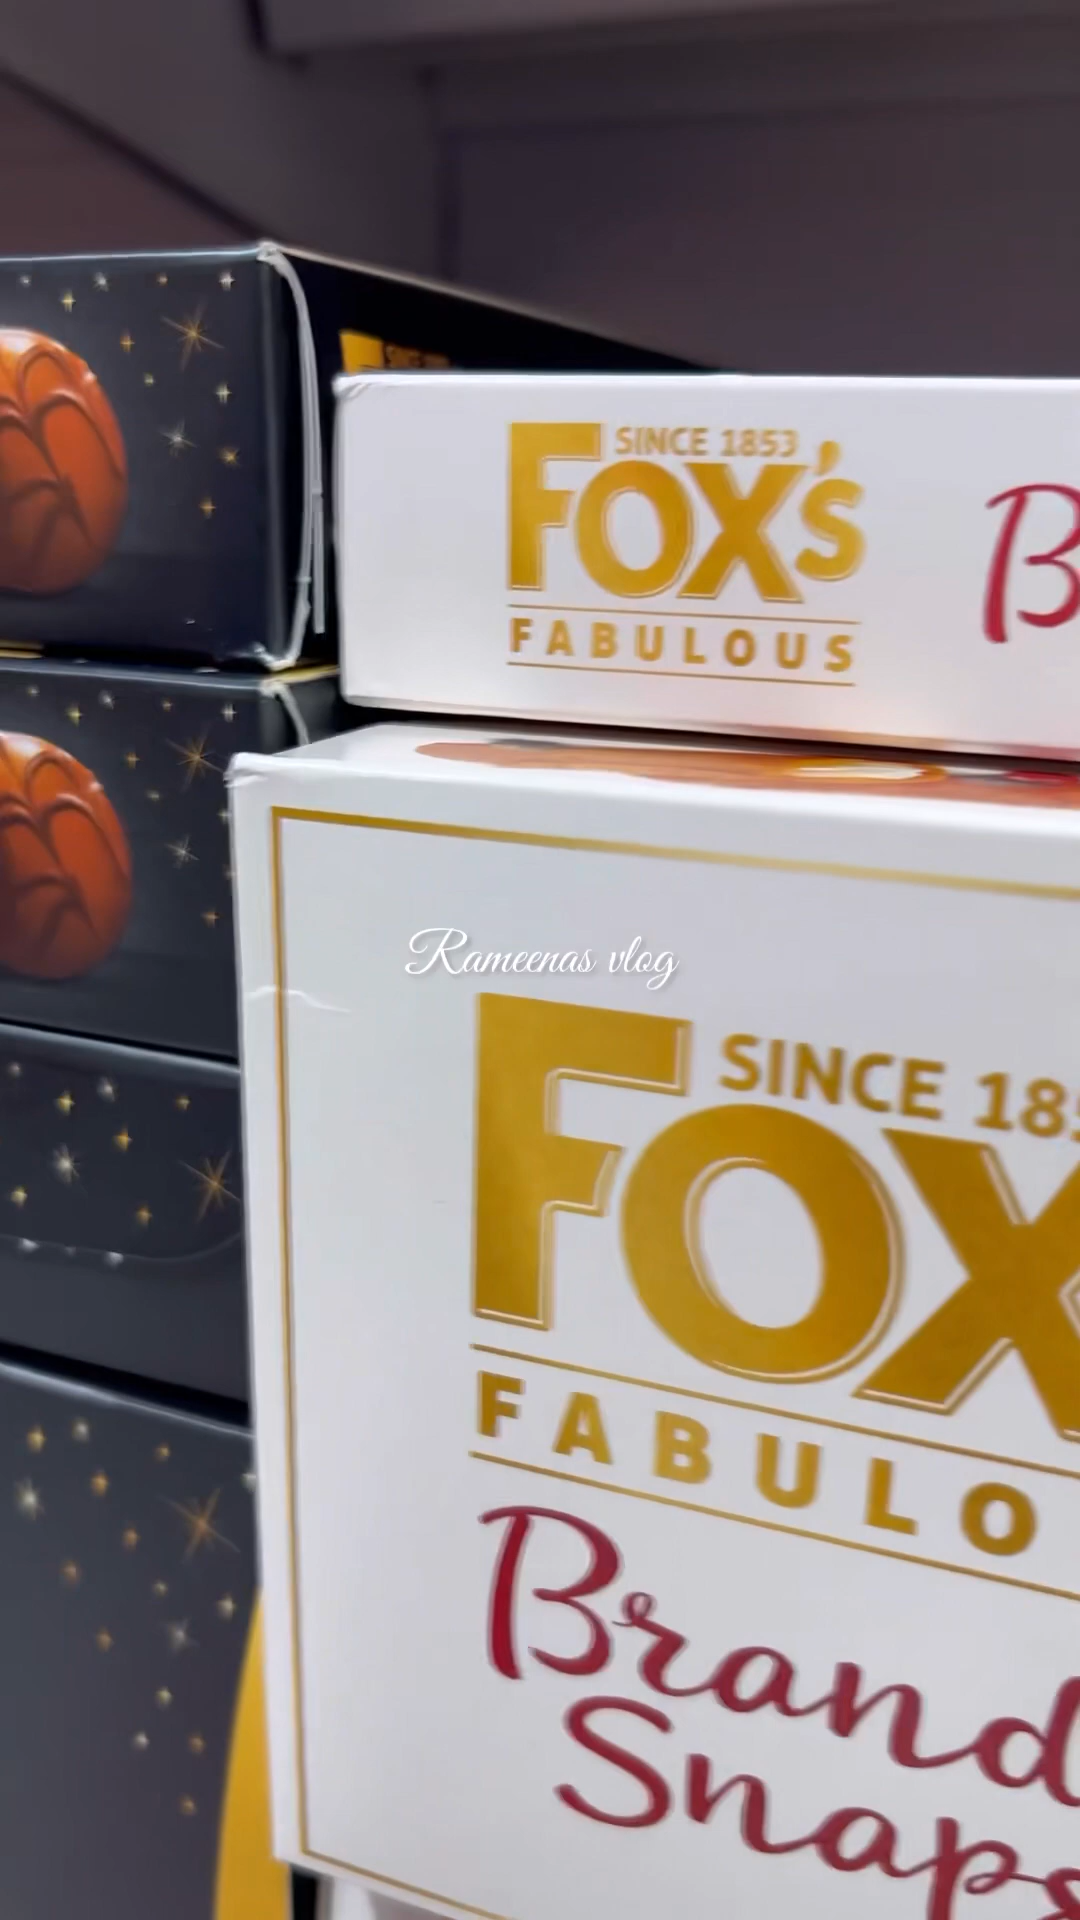 SINCE 1853
FOX's
FABULOUS
B
Rameenas vlog
SINCE 185
FOX
FABULO
Brand
Snaps